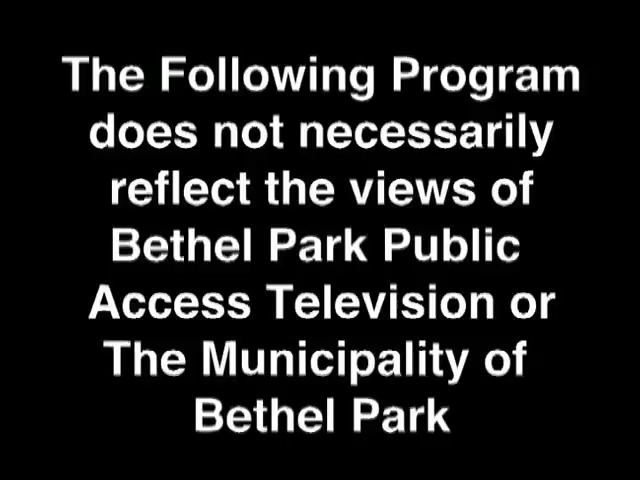 The Following Program
does not necessarily
reflect the views of
Bethel Park Public
Access Television or
The Municipality of
Bethel Park